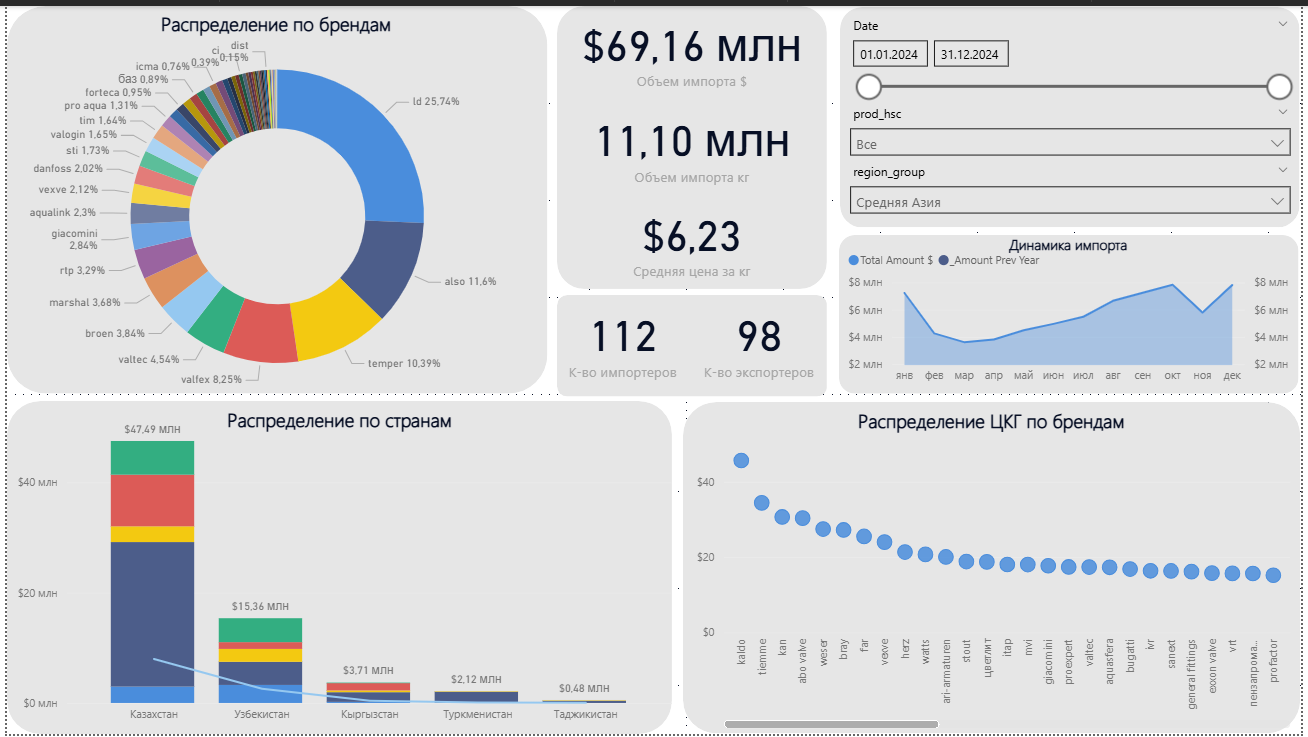 Распределение по брендам
dist
0,15%
ci
0,39%
icma 0,76%
баз 0,89%
forteca 0,95%
pro aqua 1,31%
tim 1,64%
valogin 1,65%
sti 1,73%
danfoss 2,02%
vexve 2,12%
aqualink 2,3%
giacomini
2,84%
rtp 3,29%
marshal 3,68%
broen 3,84%
valtec 4,54%
valfex 8,25%
temper 10,39%
also 11,6%
ld 25,74%
$69,16 млн
Объем импорта $
11,10 млн
Объем импорта кг
$6,23
Средняя цена за кг
112
К-во импортеров
98
К-во экспортеров
Date
01.01.2024 31.12.2024
prod_hsc
Все
region_group
Средняя Азия
Динамика импорта
Total Amount $ _Amount Prev Year
$8 млн $8 млн
$6 млн $6 млн
$4 млн $4 млн
$2 млн $2 млн
янв фев мар апр май июн июл авг сен окт ноя дек
Распределение по странам
$47,49 млн
$40 млн
$20 млн
$0 млн
$15,36 млн
$3,71 млн
$2,12 млн
$0,48 млн
Казахстан Узбекистан Кыргызстан Туркменистан Таджикистан
Распределение ЦКГ по брендам
$40
$20
$0
kaldo
tiemme
kan
abo valve
weser
bray
far
vexve
herz
watts
ari-armaturen
stout
цветлит
itap
mvi
giacomini
proexpert
valtec
aquasfera
bugatti
ivr
sanext
general fittings
exxon valve
vrt
пензапрома...
profactor